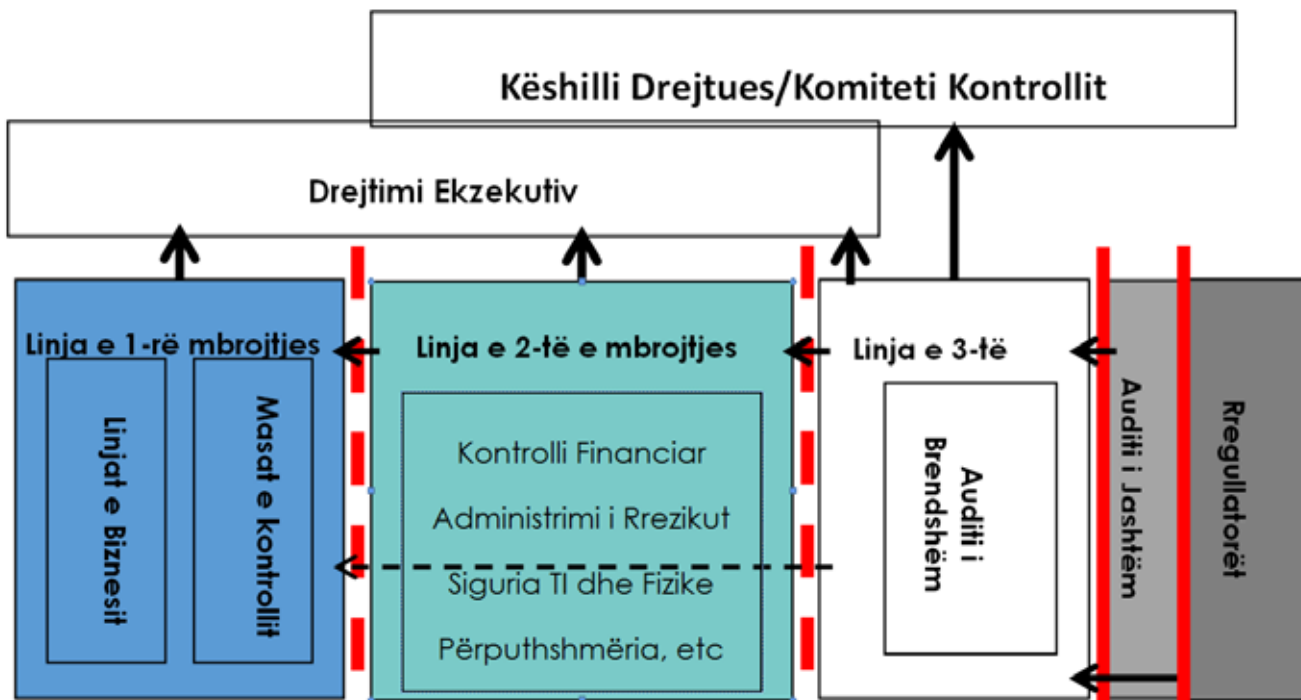 Këshilli Drejtues/Komiteti Kontrollit
Drejtimi Ekzekutiv
Linja e 1-rë mbrojtjes
Linjat e Biznesit
Masat e kontrollit
Linja e 2-të e mbrojtjes
Kontrolli Financiar
Administrimi i Rrezikut
Siguria TI dhe Fizike
Përputhshmëria, etc
Linja e 3-të
Auditi i
Brendshëm
Auditi i Jashtëm
Rregullatorët